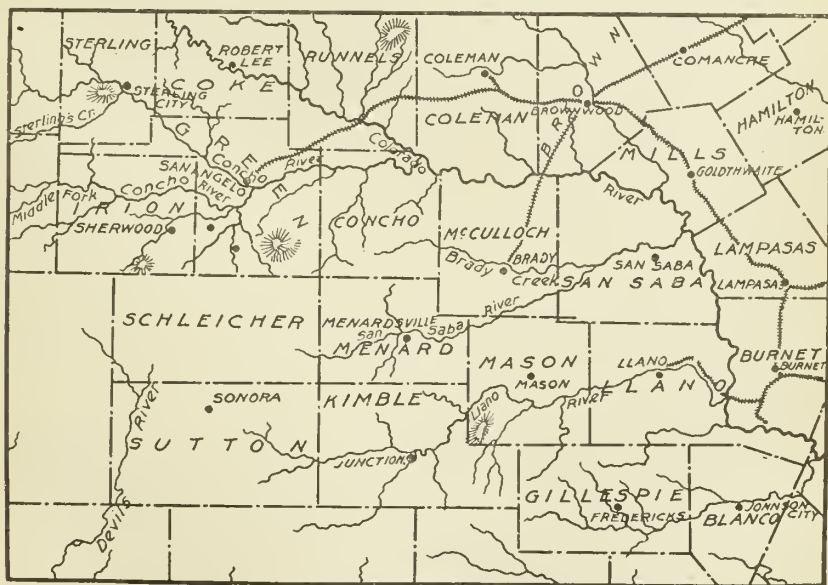 STERLING
ROBERT LEE
RUNNELS
COLEMAN
BROWN
COMANCHE
STERLING CITY
COKE
Sterling's Cr.
COLEMAN
BROWNWOOD
HAMILTON
HAMIL-
TON
MILLS
GOLDTHWAITE
GREEN
Concho River
Colorado
River
SAN ANGELO
Concho River
Middle Fork
IRION
SHERWOOD
CONCHO
McCULLOCH
Brady
BRADY
Creek
SAN SABA
SAN SABA
LAMPASAS
LAMPASAS
SCHLEICHER
MENARDSVILLE
San Saba River
MENARD
MASON
MASON
LLANO
LLANO
Llano River
BURNET
BURNET
SONORA
KIMBLE
SUTTON
JUNCTION
Devils River
GILLESPIE
FREDERICKS
BLANCO
JOHNSON
CITY